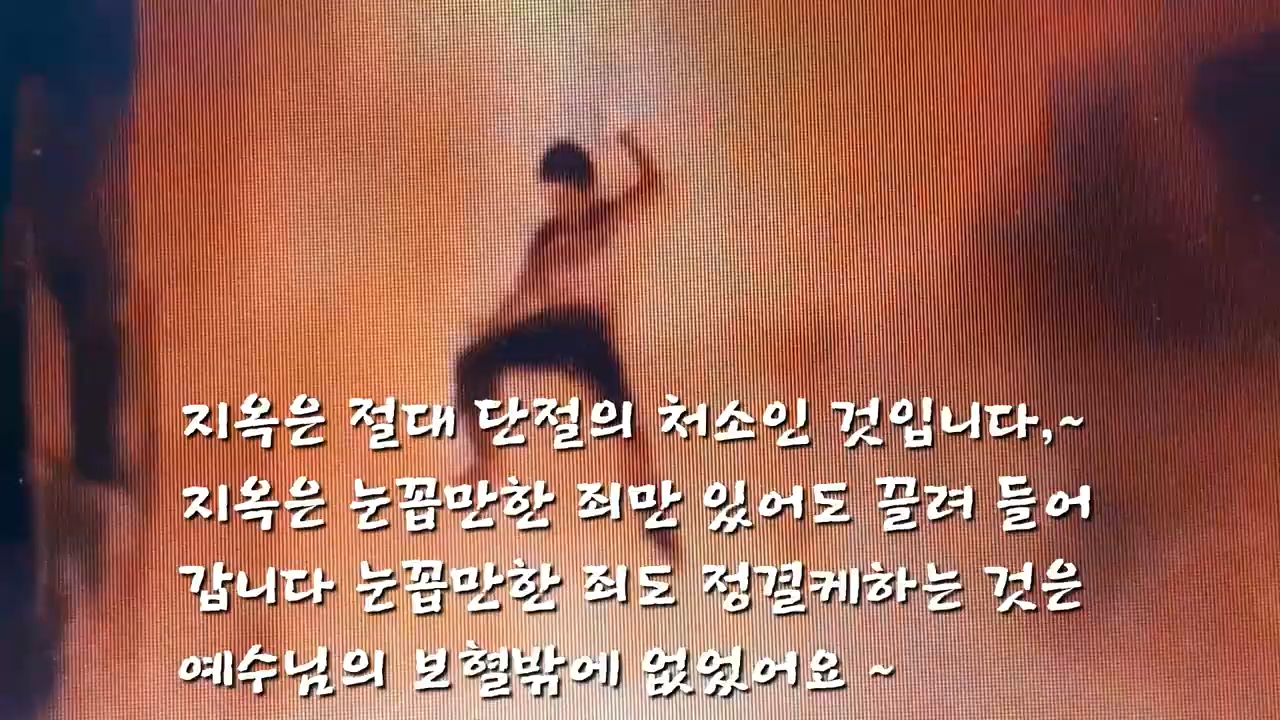 지옥은 절대 단절의 처소인 것입니다,~
지옥은 눈꼽만한 죄만 있어도 끌려 들어
갑니다 눈꼽만한 죄도 정결케하는 것은
예수님의 보혈밖에 없었어요 ~